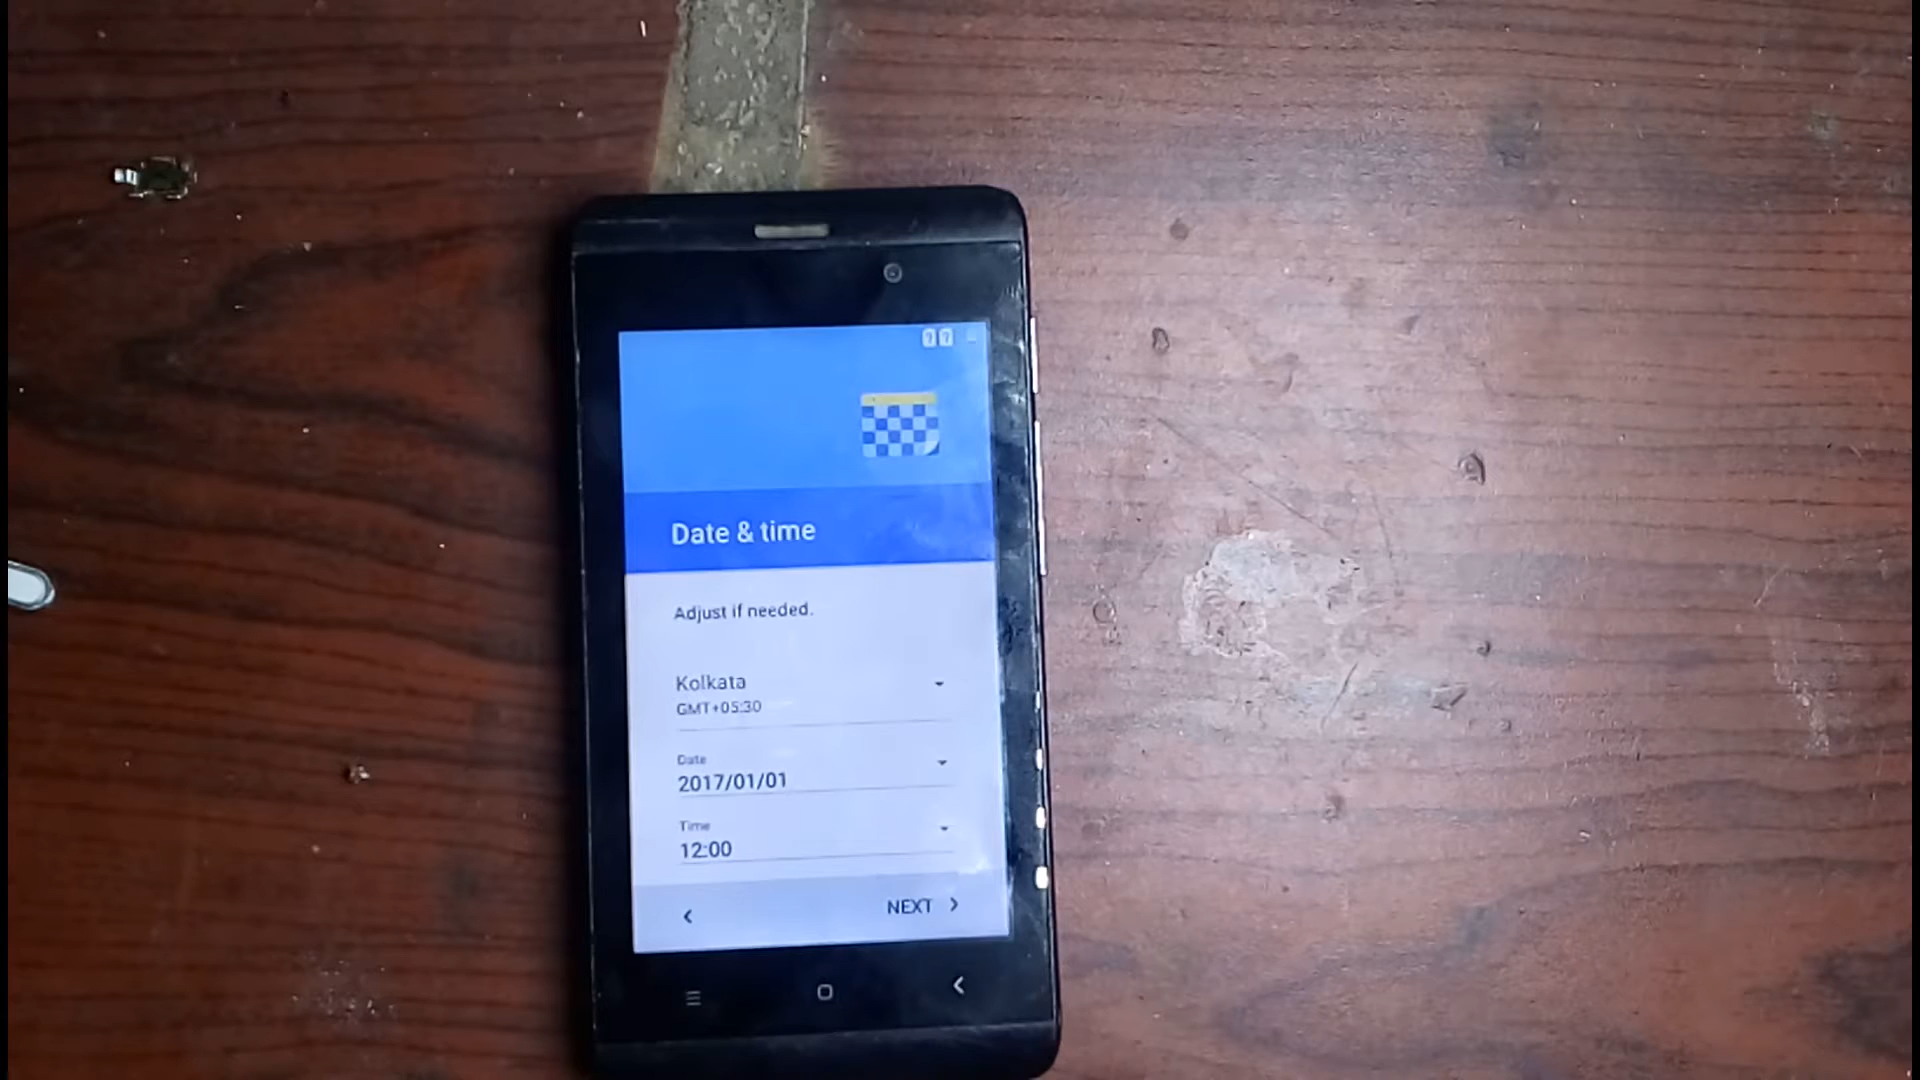 Date & time
Adjust if needed.
Kolkata
GMT+05:30
Date
2017/01/01
Time
12:00
NEXT